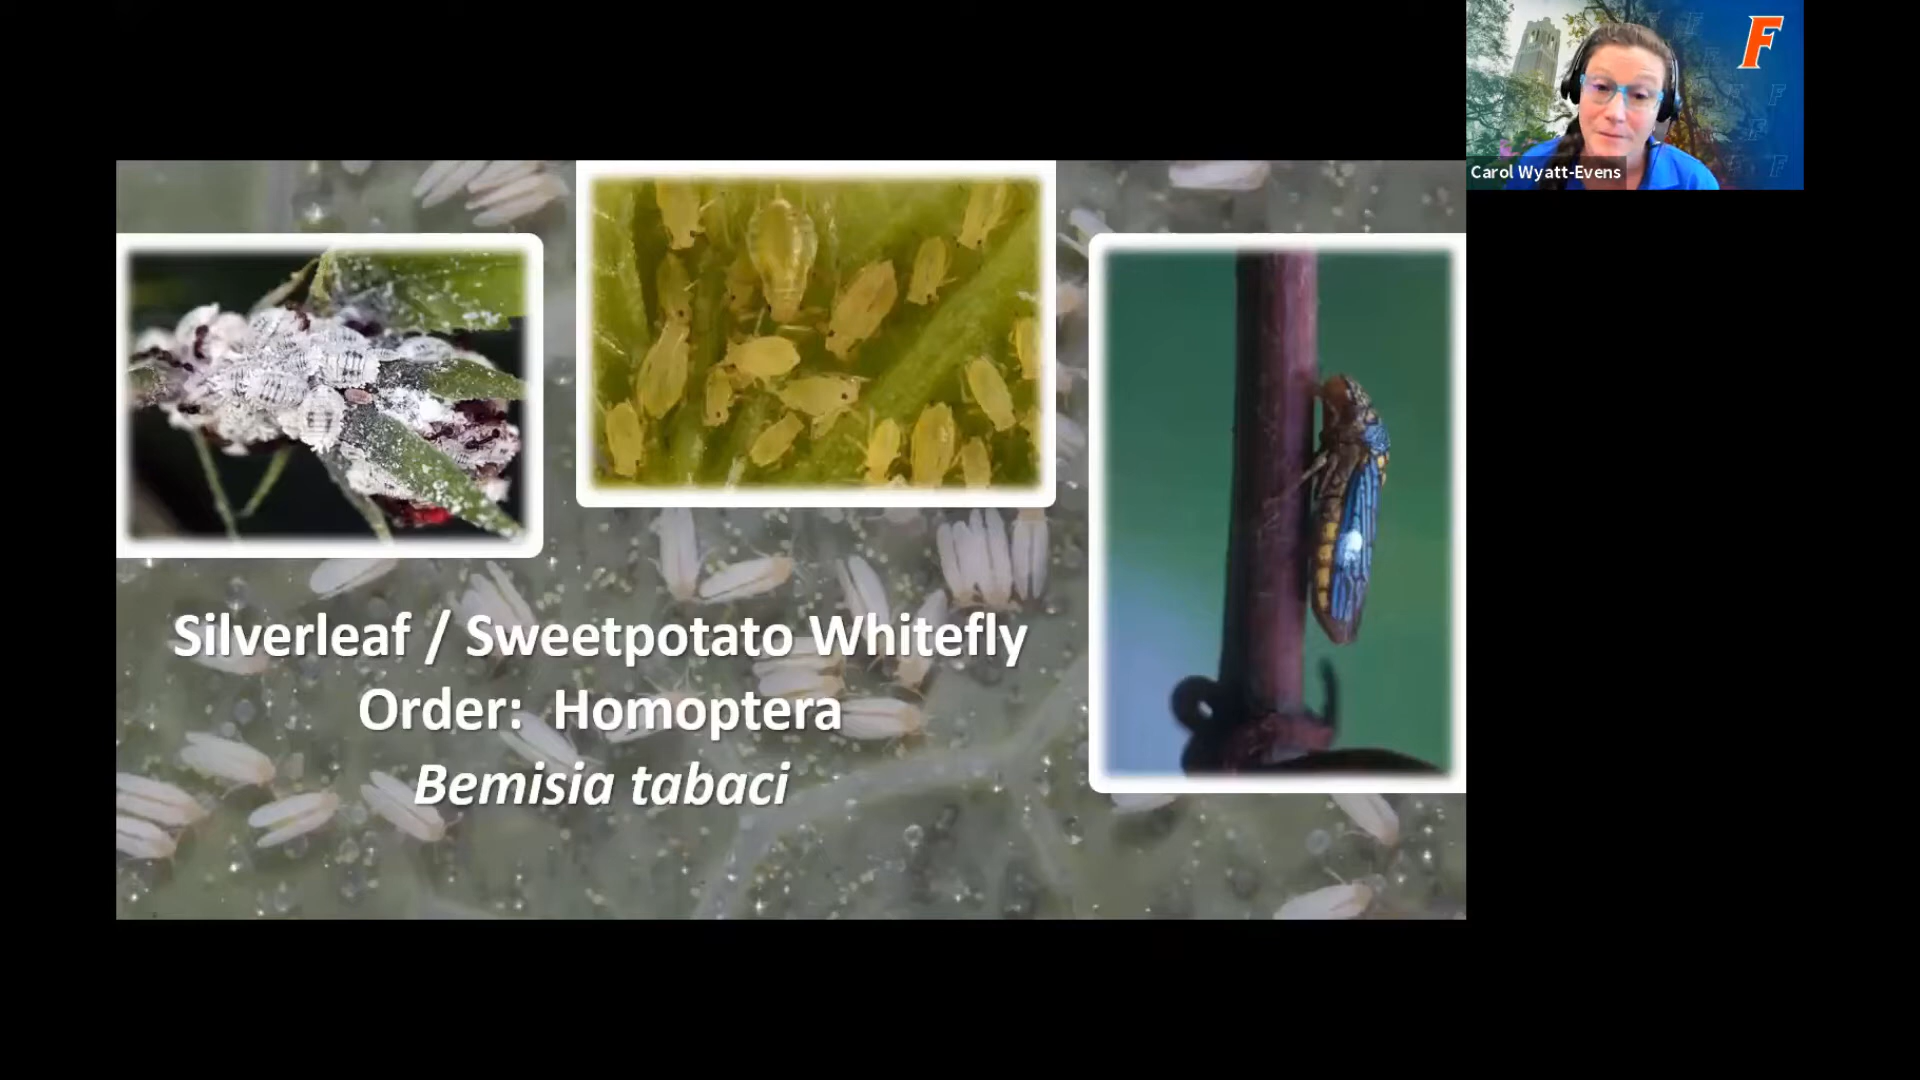 F
Carol Wyatt-Evens
Silverleaf / Sweetpotato Whitefly
Order: Homoptera
Bemisia tabaci